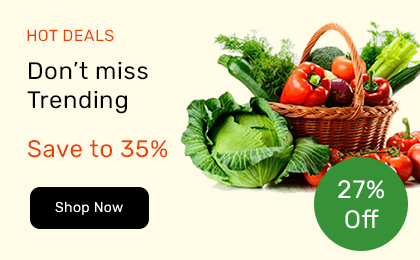 HOT DEALS
Don’t miss
Trending
Save to 35%
Shop Now
27%
Off